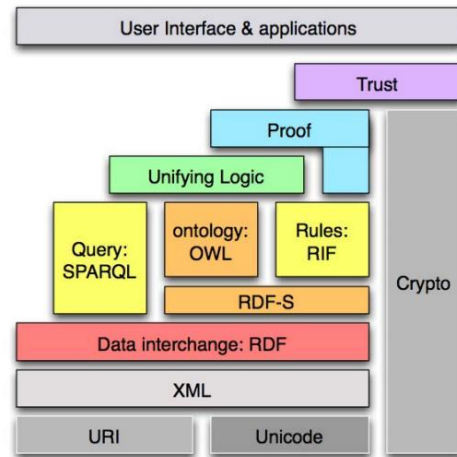 User Interface & applications
Trust
Proof
Unifying Logic
Query:
SPARQL
ontology:
OWL
Rules:
RIF
Crypto
RDF-S
Data interchange: RDF
XML
URI
Unicode